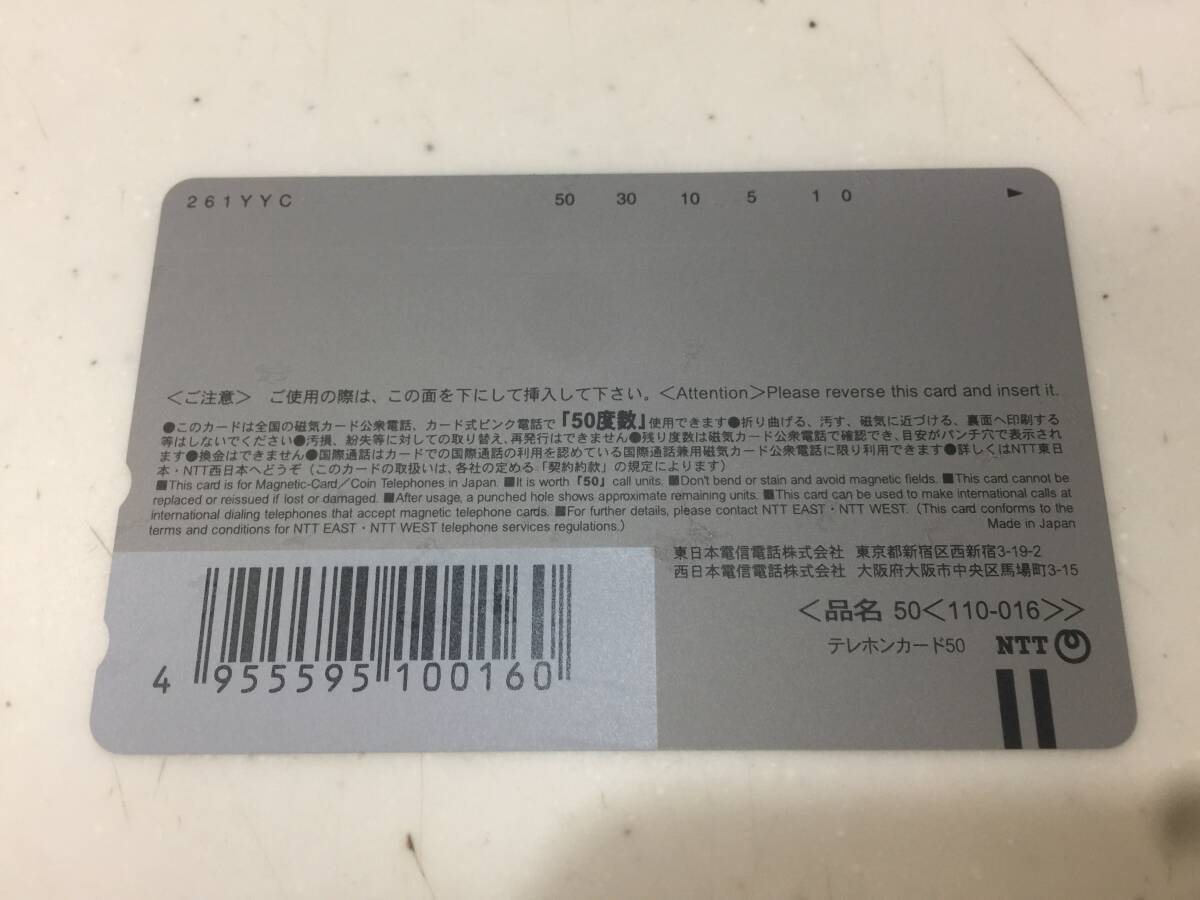 261YYC 50 30 10 5 1 0 ►
＜ご注意＞ ご使用の際は、この面を下にして挿入して下さい。＜Attention＞Please reverse this card and insert it.
●このカードは全国の磁気カード公衆電話、カード式ピンク電話で「50度数」使用できます●折り曲げる、汚す、磁気に近づける、裏面へ印刷する
等はしないでください●汚損、紛失等に対しての取り替え、再発行はできません●残り度数は磁気カード公衆電話で確認でき、目安がパンチ穴で表示され
ます●換金はできません●国際通話はカードでの国際通話の利用を認めている国際通話兼用磁気カード公衆電話に限り利用できます●詳しくはNTT東日
本・NTT西日本へどうぞ（このカードの取扱いは、各社の定める「契約約款」の規定によります）
■This card is for Magnetic-Card／Coin Telephones in Japan. ■It is worth「50」call units. ■Don't bend or stain and avoid magnetic fields. ■This card cannot be
replaced or reissued if lost or damaged. ■After usage, a punched hole shows approximate remaining units. ■This card can be used to make international calls at
international dialing telephones that accept magnetic telephone cards. ■For further details, please contact NTT EAST・NTT WEST.（This card conforms to the
terms and conditions for NTT EAST・NTT WEST telephone services regulations.）
Made in Japan
東日本電信電話株式会社 東京都新宿区西新宿3-19-2
西日本電信電話株式会社 大阪府大阪市中央区馬場町3-15
＜品名 50＜110-016＞＞
テレホンカード50 NTT
4 955595 100160